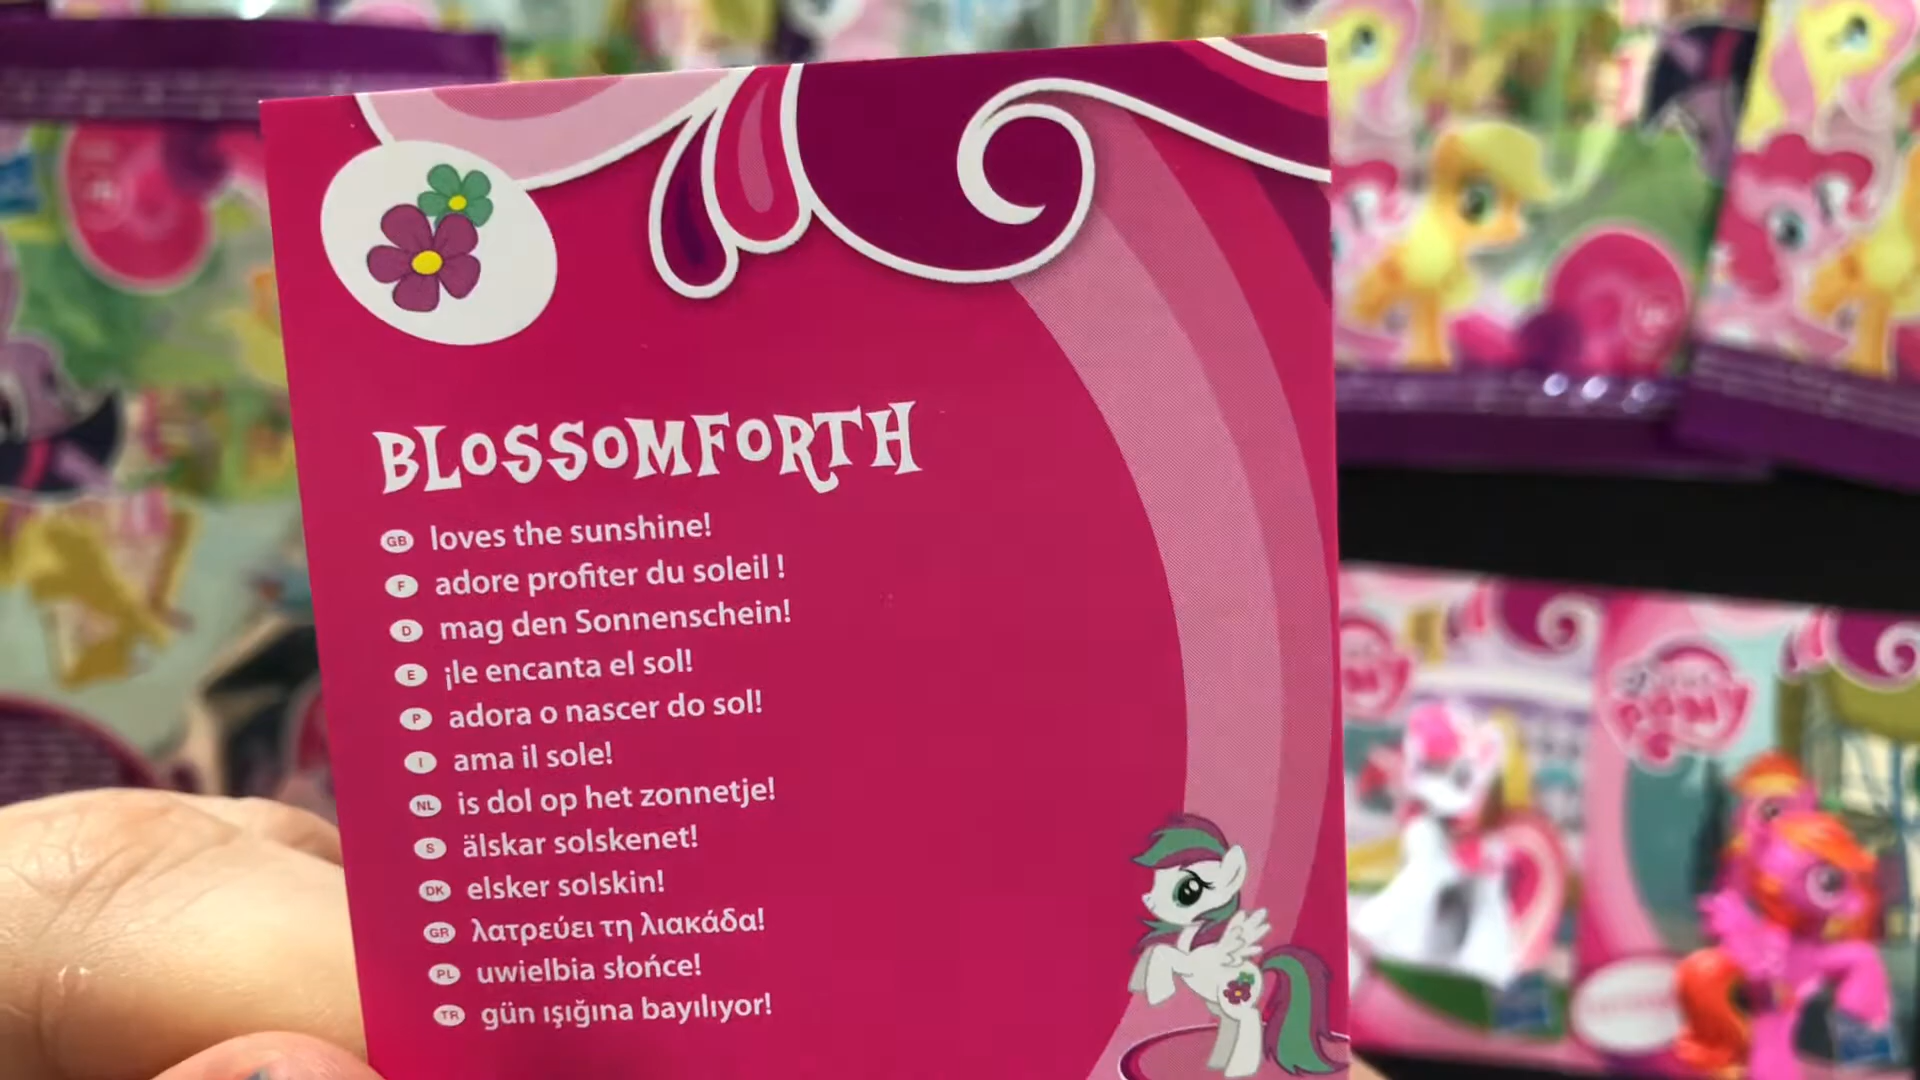 BLOSSOMFORTH
GB loves the sunshine!
F adore profiter du soleil !
D mag den Sonnenschein!
E ¡le encanta el sol!
P adora o nascer do sol!
I ama il sole!
NL is dol op het zonnetje!
S älskar solskenet!
DK elsker solskin!
GR λατρεύει τη λιακάδα!
PL uwielbia słońce!
TR gün ışığına bayılıyor!
PONY